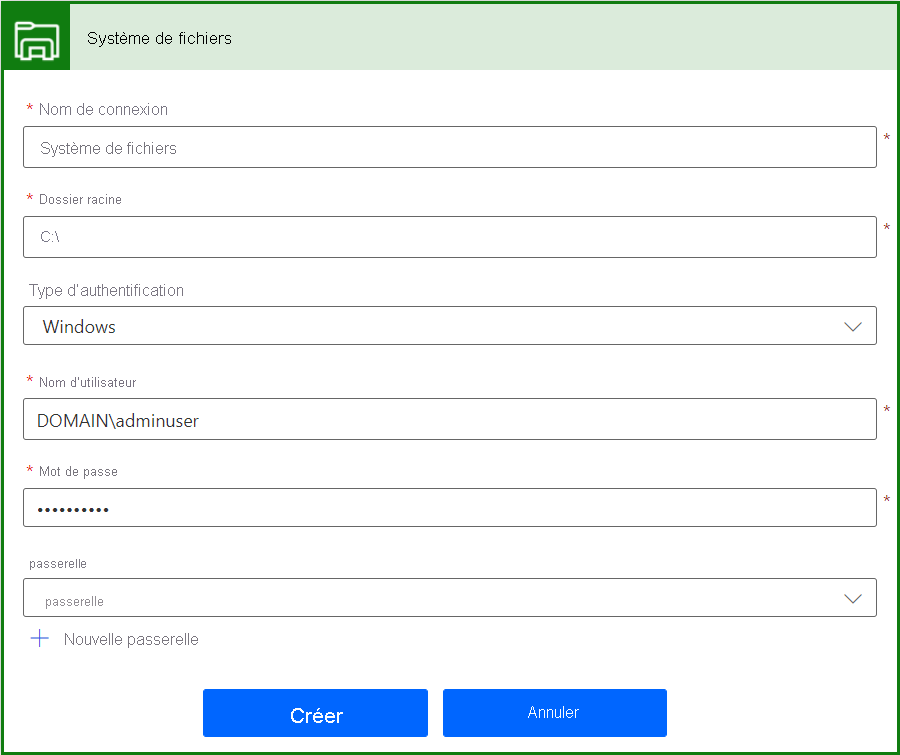 Système de fichiers
* Nom de connexion
Système de fichiers *
* Dossier racine
C:\ *
Type d'authentification
Windows
* Nom d'utilisateur
DOMAIN\adminuser *
* Mot de passe
•••••••••• *
passerelle
passerelle
Nouvelle passerelle
Créer
Annuler